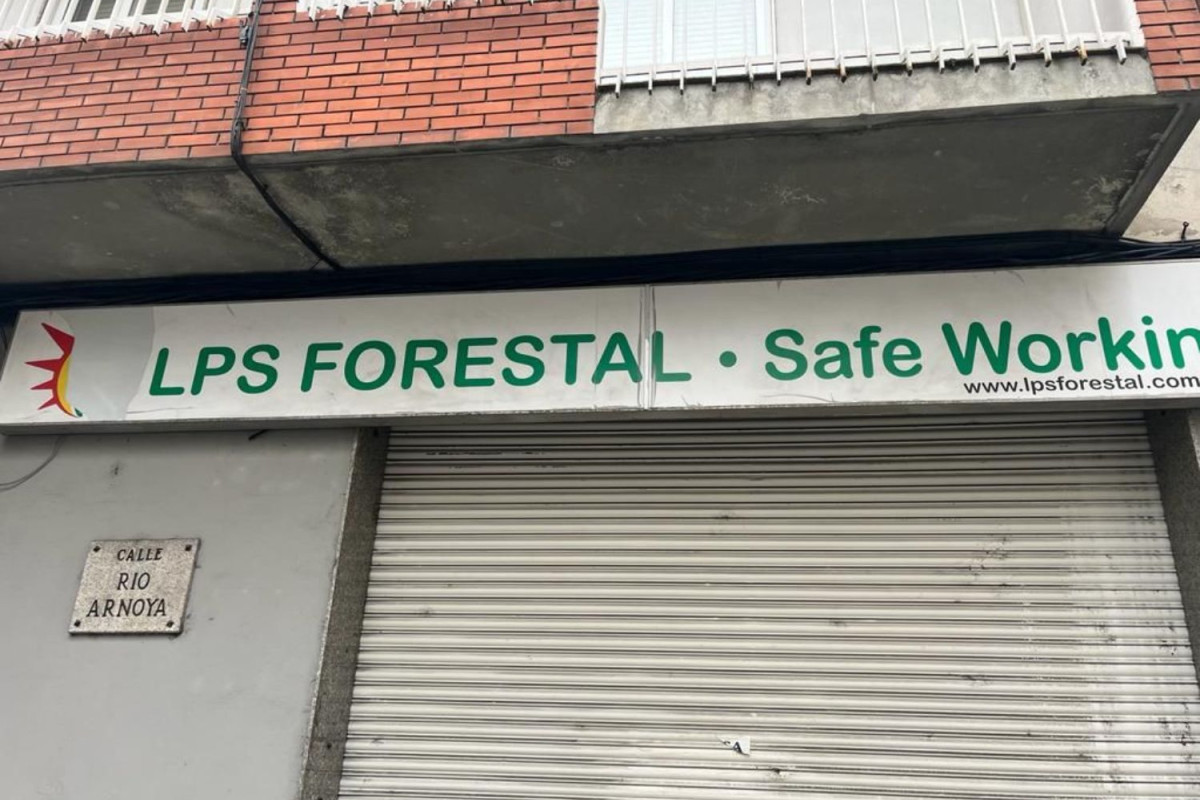 LPS FORESTAL · Safe Workin
www.lpsforestal.com
CALLE
RIO
ARNOYA